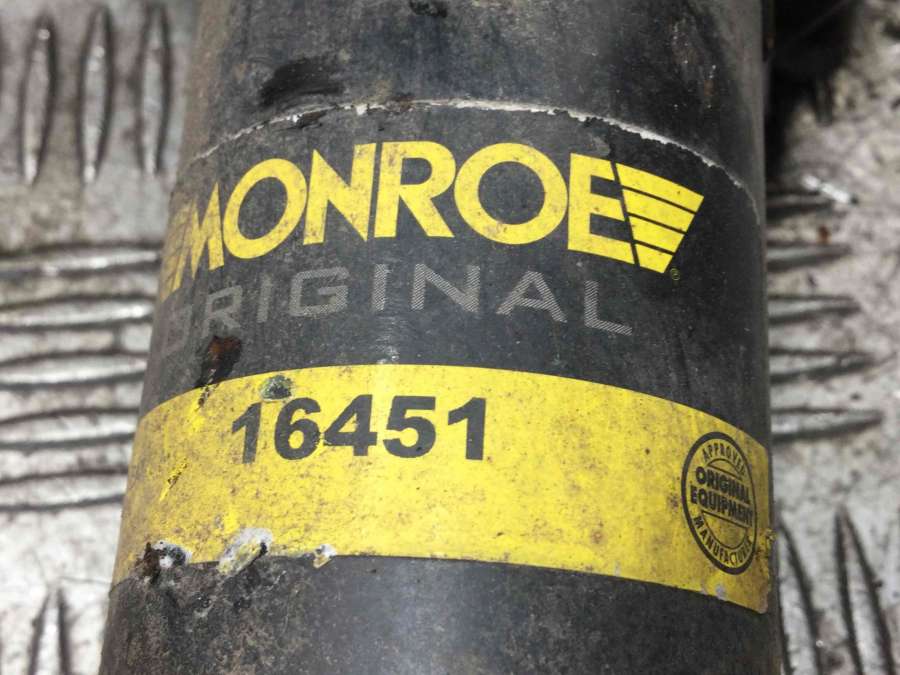 MONROE
ORIGINAL
16451
APPROVED
ORIGINAL
EQUIPMENT
MANUFACTURER